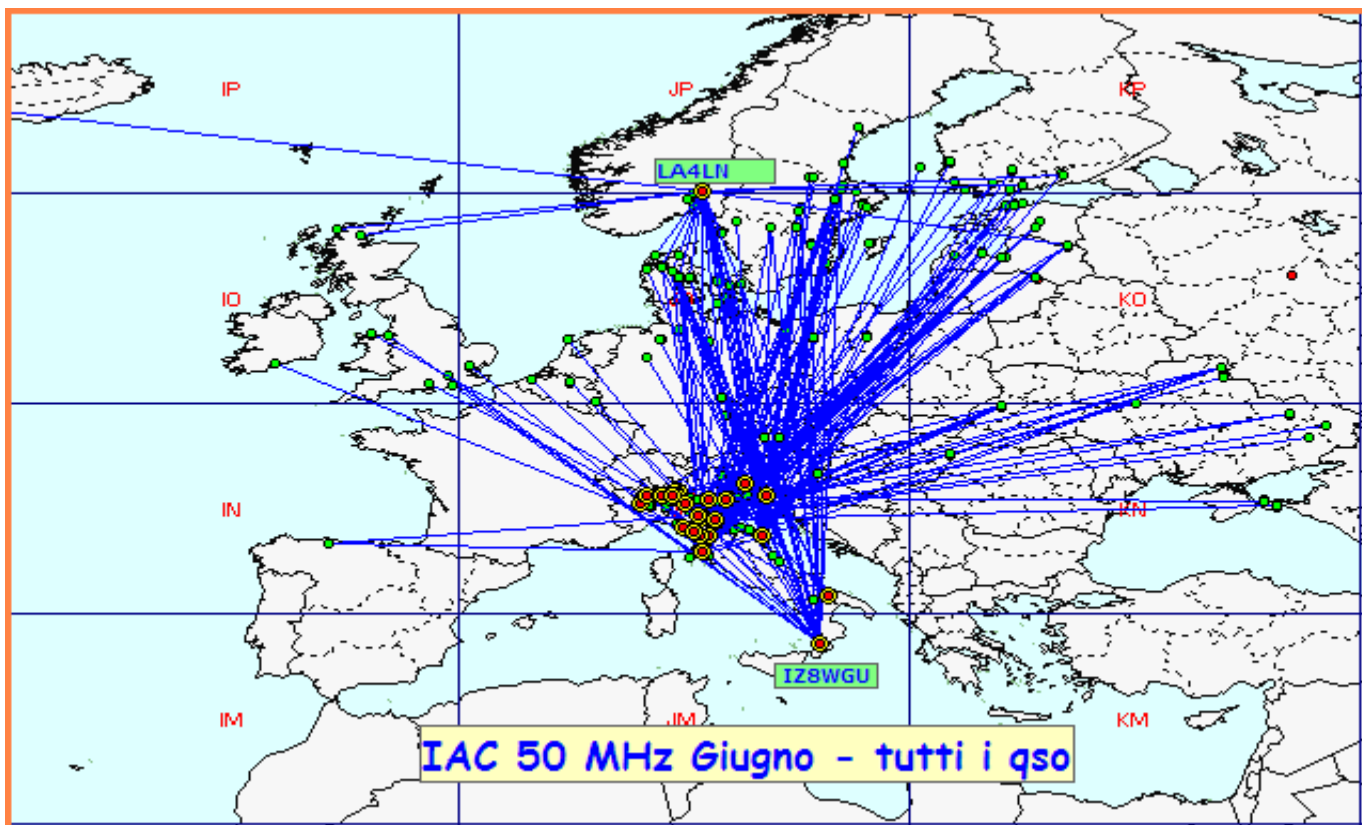 IP
JP
KP
LA4LN
IO
KO
IN
KN
IZ8WGU
IM
JM
KM
IAC 50 MHz Giugno - tutti i qso